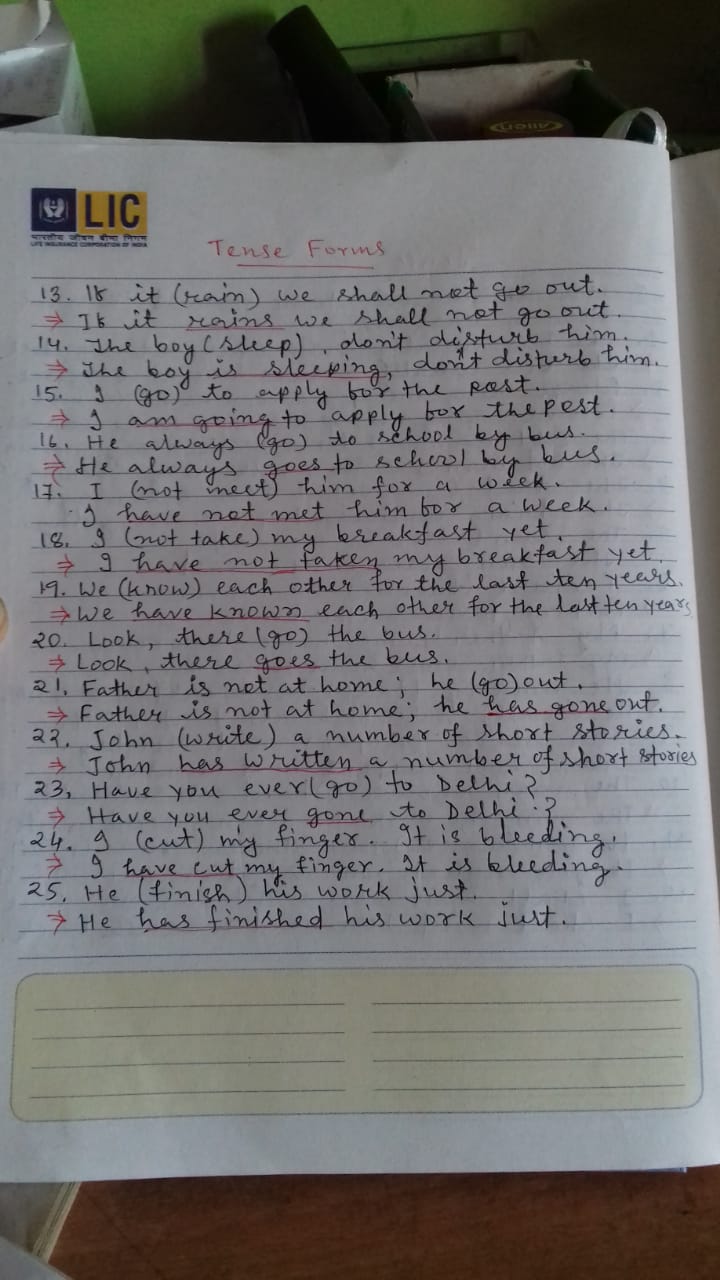 LIC
भारतीय जीवन बीमा निगम
LIFE INSURANCE CORPORATION OF INDIA
Allen
Tense Forms
13. If it (rain) we shall not go out.
⇒ If it rains we shall not go out.
14. The boy (sleep), don't disturb him.
⇒ The boy is sleeping, don't disturb him.
15. I (go) to apply for the post.
⇒ I am going to apply for the post.
16. He always (go) to school by bus.
⇒ He always goes to school by bus.
17. I (not meet) him for a week.
I have not met him for a week.
18. I (not take) my breakfast yet.
⇒ I have not taken my breakfast yet.
19. We (know) each other for the last ten years.
⇒ We have known each other for the last ten years
20. Look, there (go) the bus.
⇒ Look, there goes the bus.
21. Father is not at home; he (go) out.
⇒ Father is not at home; he has gone out.
22. John (write) a number of short stories.
⇒ John has written a number of short stories
23, Have you ever (go) to Delhi?
⇒ Have you ever gone to Delhi.?
24. I (cut) my finger. It is bleeding.
⇒ I have cut my finger. It is bleeding.
25. He (finish) his work just.
⇒ He has finished his work just.